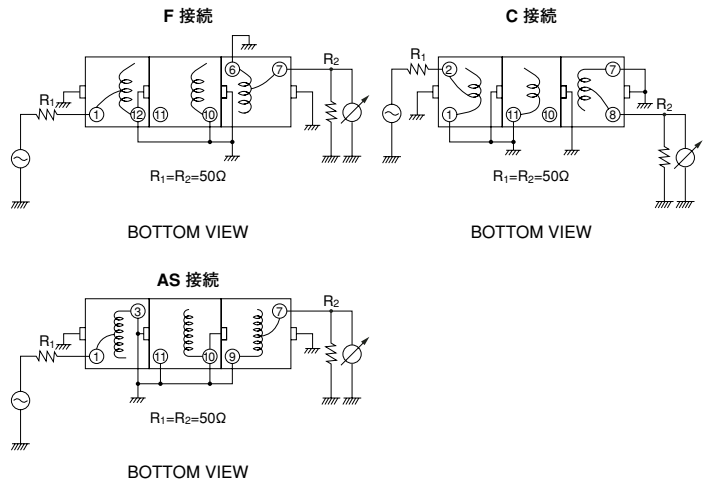 F 接続
R1
1
12
11
10
6
7
R2
R1=R2=50Ω
BOTTOM VIEW
C 接続
R1
2
1
11
10
7
8
R2
R1=R2=50Ω
BOTTOM VIEW
AS 接続
R1
1
3
11
10
9
7
R2
R1=R2=50Ω
BOTTOM VIEW